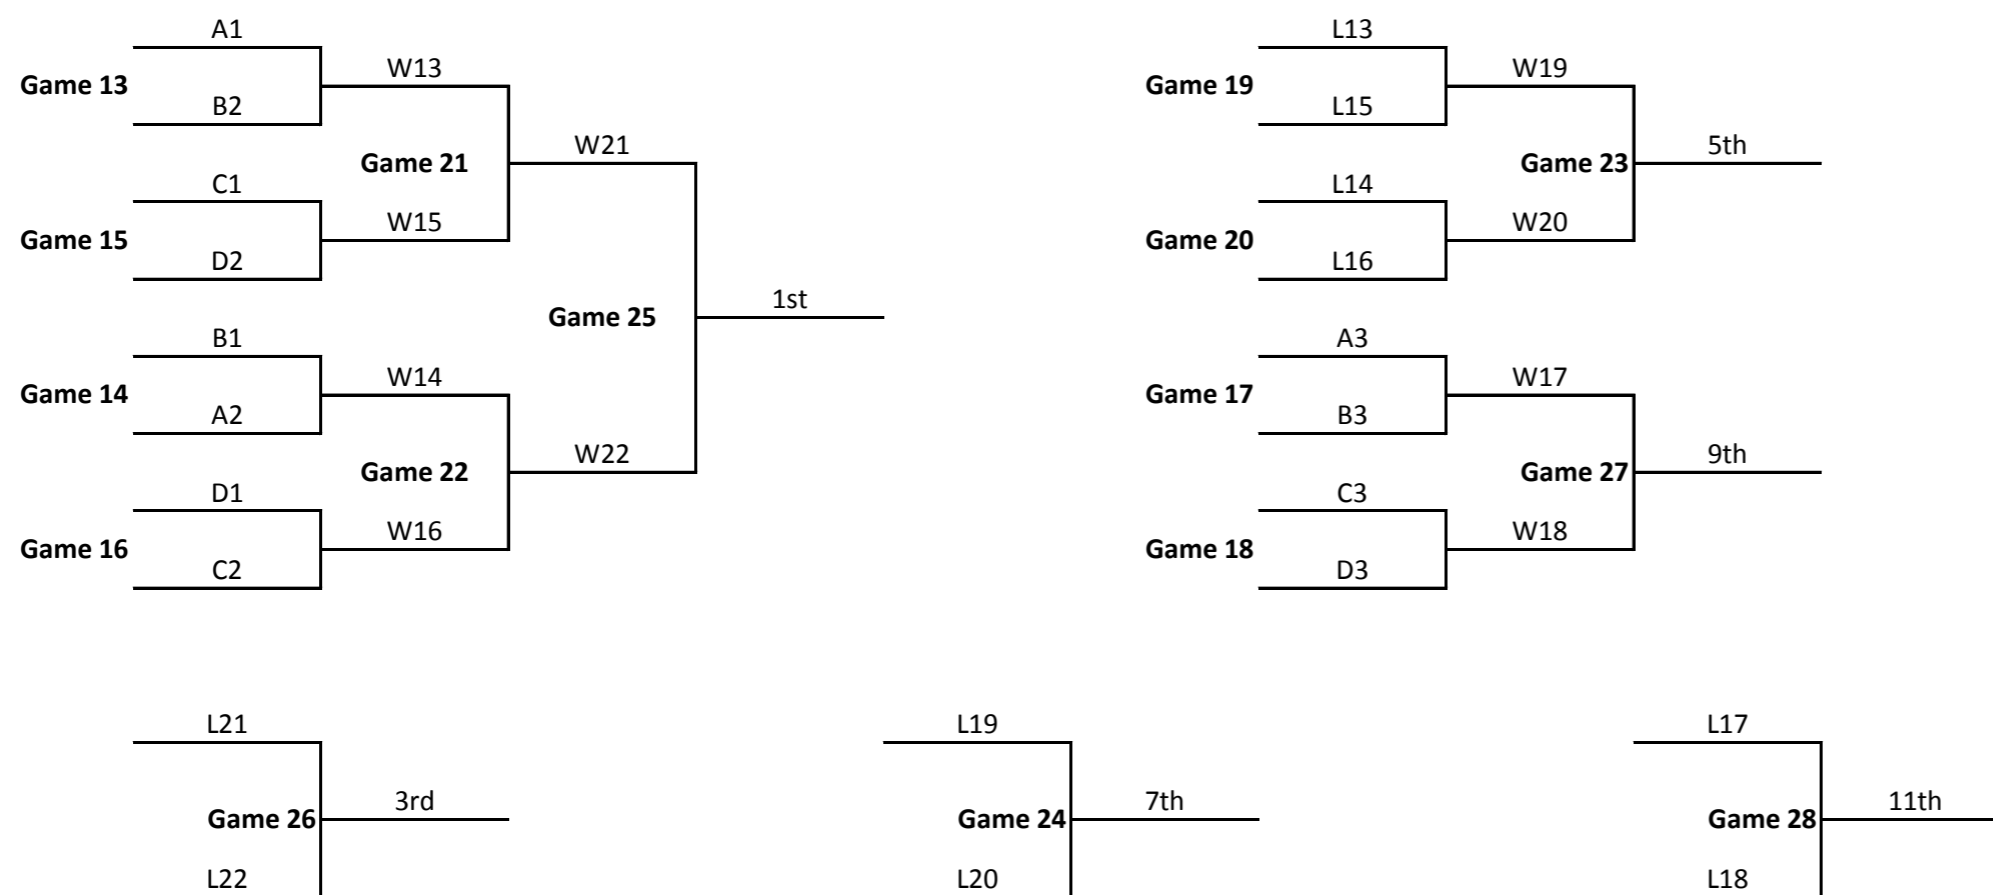 A1
Game 13
B2
W13
Game 21
C1
Game 15
D2
W15
W21
Game 25
1st
B1
Game 14
A2
W14
Game 22
D1
Game 16
C2
W16
W22
L13
Game 19
L15
W19
Game 23
5th
L14
Game 20
L16
W20
A3
Game 17
B3
W17
Game 27
9th
C3
Game 18
D3
W18
L21
Game 26
3rd
L22
L19
Game 24
7th
L20
L17
Game 28
11th
L18